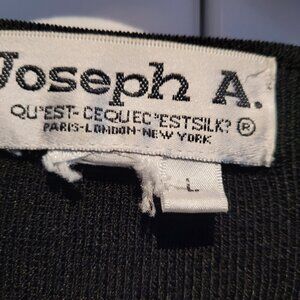 Joseph A.
QU'EST-CEQUEC'ESTSILK? ®
PARIS-LONDON-NEW YORK
L